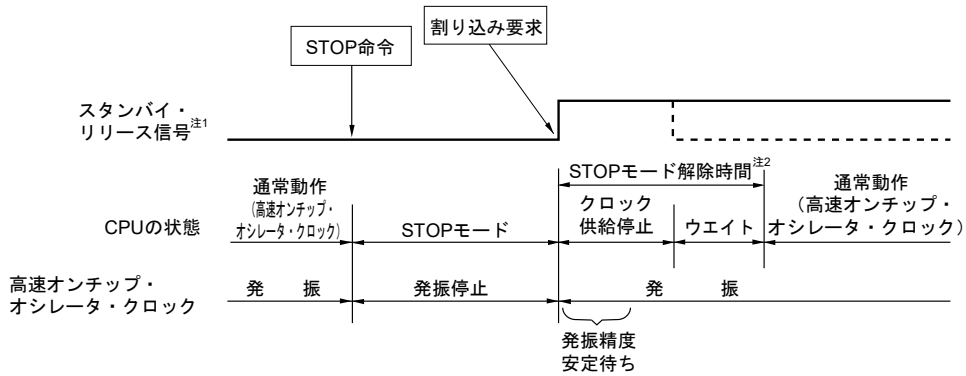 割り込み要求
STOP命令
スタンバイ・
リリース信号注1
STOPモード解除時間注2
通常動作
(高速オンチップ・
オシレータ・クロック)
クロック
供給停止
通常動作
(高速オンチップ・
オシレータ・クロック)
CPUの状態
STOPモード
ウエイト
高速オンチップ・
オシレータ・クロック
発 振
発振停止
発 振
発振精度
安定待ち